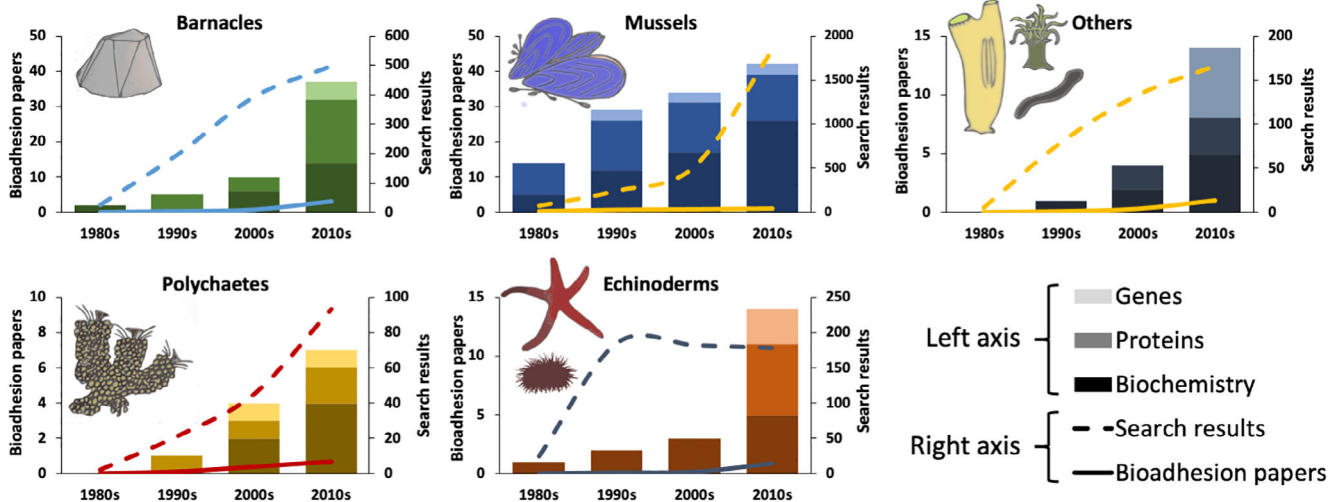 Barnacles
Bioadhesion papers
50
40
30
20
10
0
600
500
400
300
200
100
0
Search results
1980s 1990s 2000s 2010s
Mussels
Bioadhesion papers
50
40
30
20
10
0
2000
1500
1000
500
0
Search results
1980s 1990s 2000s 2010s
Others
Bioadhesion papers
15
10
5
0
200
150
100
50
0
Search results
1980s 1990s 2000s 2010s
Polychaetes
Bioadhesion papers
10
8
6
4
2
0
100
80
60
40
20
0
Search results
1980s 1990s 2000s 2010s
Echinoderms
Bioadhesion papers
15
10
5
0
250
200
150
100
50
0
Search results
1980s 1990s 2000s 2010s
Left axis
Genes
Proteins
Biochemistry
Right axis
Search results
Bioadhesion papers